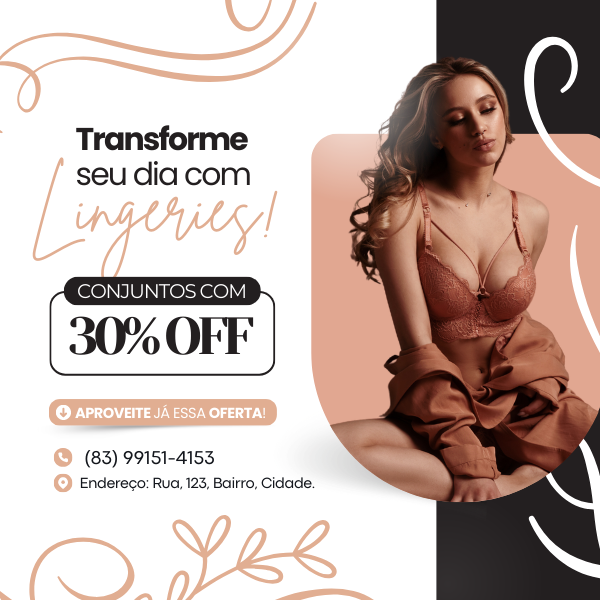 Transforme
seu dia com
Lingeries!
CONJUNTOS COM
30% OFF
APROVEITE JÁ ESSA OFERTA!
(83) 99151-4153
Endereço: Rua, 123, Bairro, Cidade.